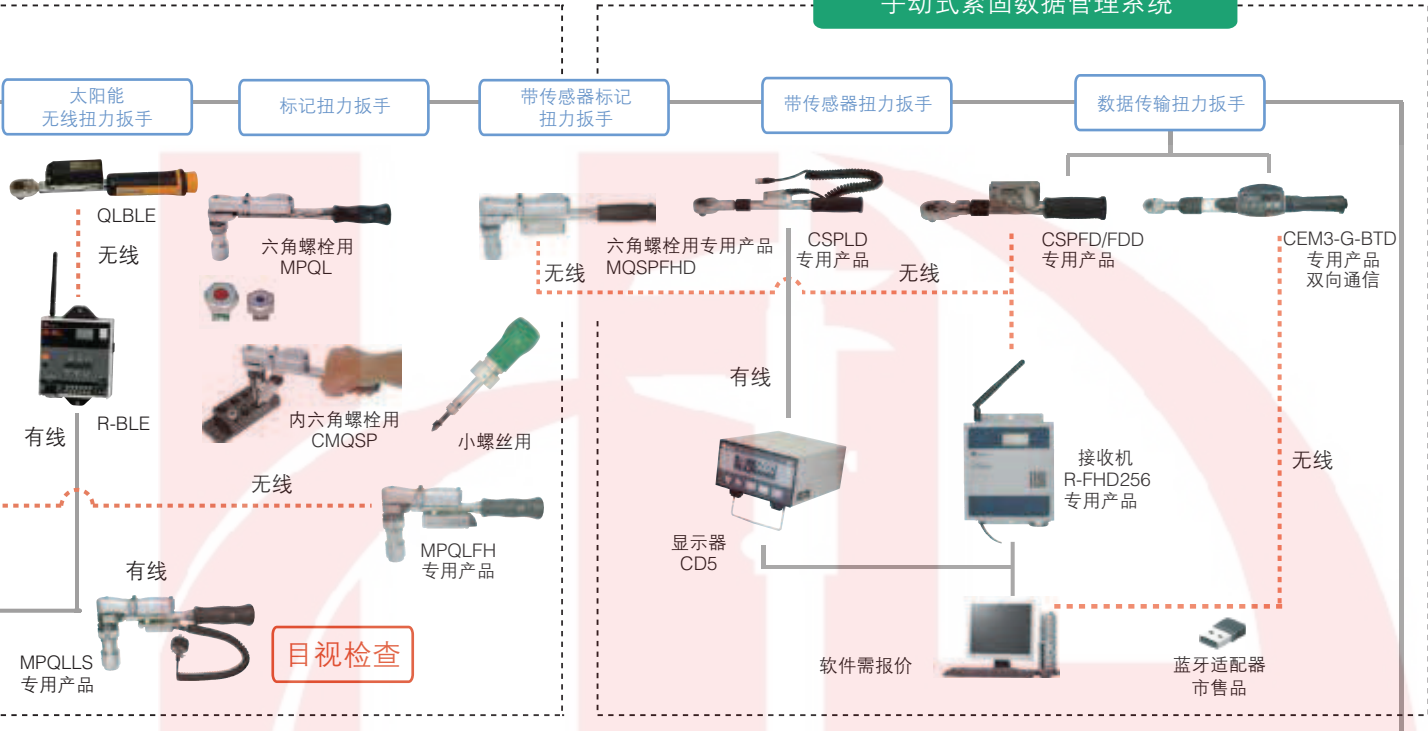 手动式紧固数据管理系统
太阳能
无线扭力扳手
标记扭力扳手
带传感器标记
扭力扳手
带传感器扭力扳手
数据传输扭力扳手
QLBLE
无线
六角螺栓用
MPQL
六角螺栓用专用产品
MQSPFHD
无线
CSPLD
专用产品
无线
CSPFD/FDD
专用产品
CEM3-G-BTD
专用产品
双向通信
R-BLE
有线
内六角螺栓用
CMQSP
小螺丝用
有线
无线
接收机
R-FHD256
专用产品
无线
MPQLFH
专用产品
显示器
CD5
有线
MPQLLS
专用产品
目视检查
软件需报价
蓝牙适配器
市售品